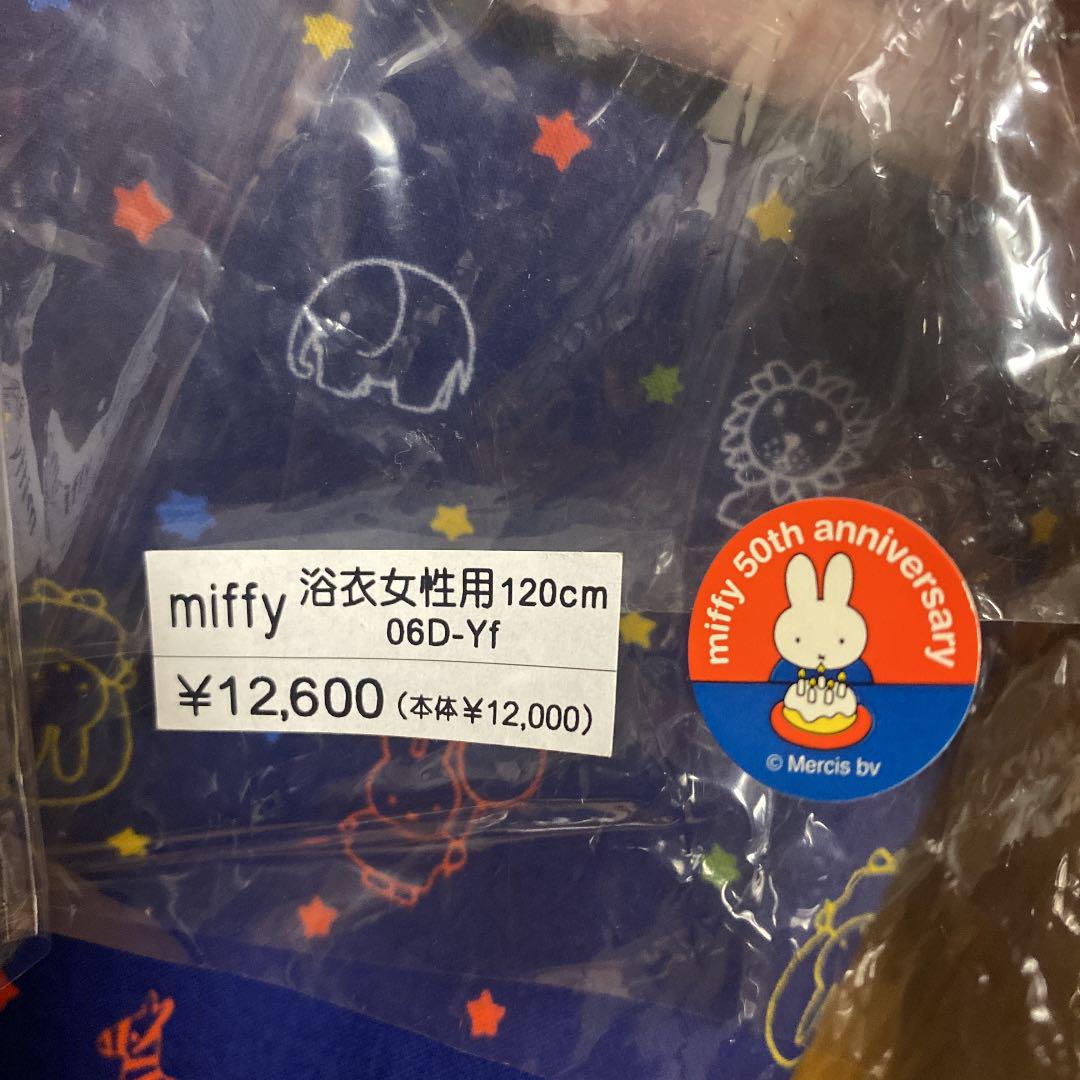 miffy 浴衣女性用120cm
06D-Yf
¥12,600(本体¥12,000)
miffy 50th anniversary
© Mercis bv